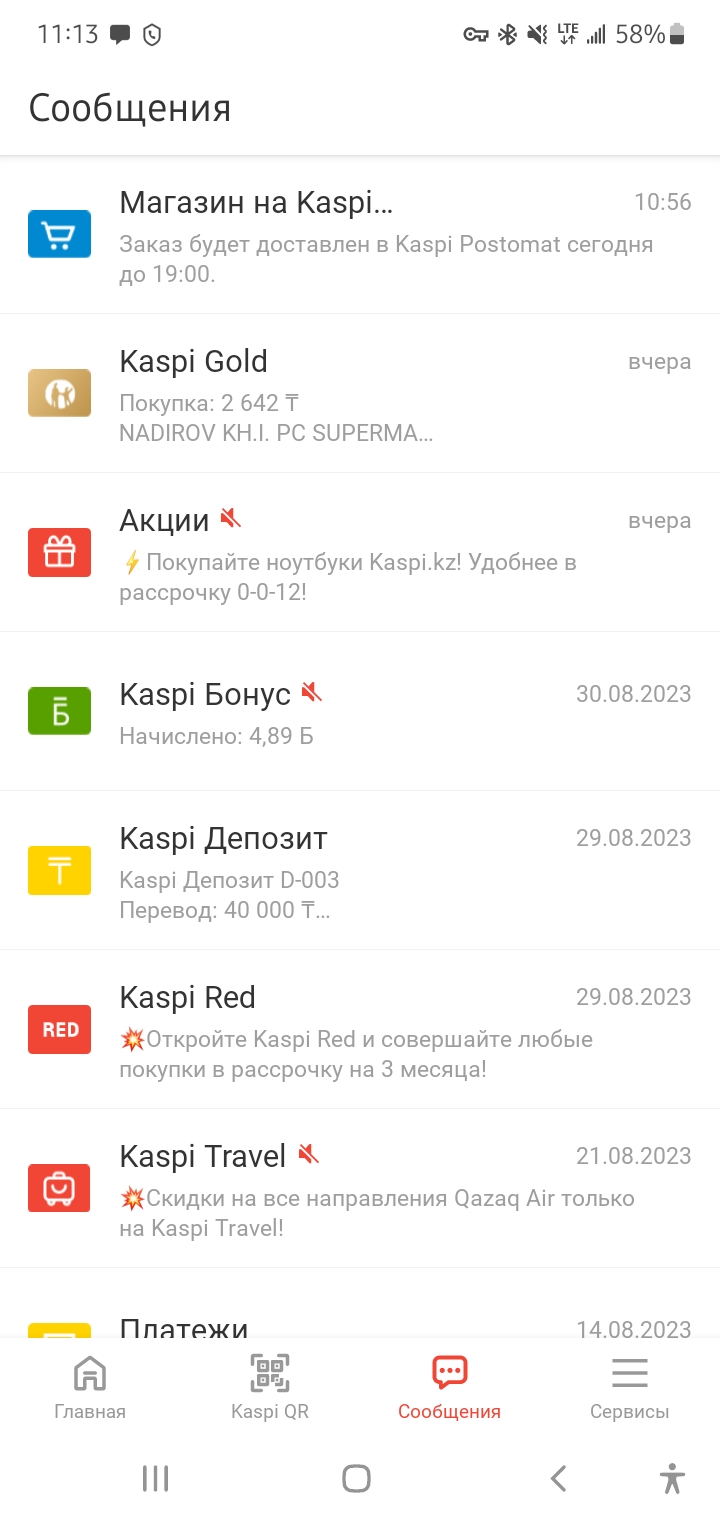 11:13 LTE 58%
Сообщения
Магазин на Kaspi... 10:56
Заказ будет доставлен в Kaspi Postomat сегодня
до 19:00.
Kaspi Gold вчера
Покупка: 2 642 ₸
NADIROV KH.I. PC SUPERMA...
Акции вчера
⚡Покупайте ноутбуки Kaspi.kz! Удобнее в
рассрочку 0-0-12!
Kaspi Бонус 30.08.2023
Б
Начислено: 4,89 Б
Kaspi Депозит 29.08.2023
₸
Kaspi Депозит D-003
Перевод: 40 000 ₸...
Kaspi Red 29.08.2023
RED
💥Откройте Kaspi Red и совершайте любые
покупки в рассрочку на 3 месяца!
Kaspi Travel 21.08.2023
💥Скидки на все направления Qazaq Air только
на Kaspi Travel!
Платежи 14.08.2023
Главная Kaspi QR Сообщения Сервисы